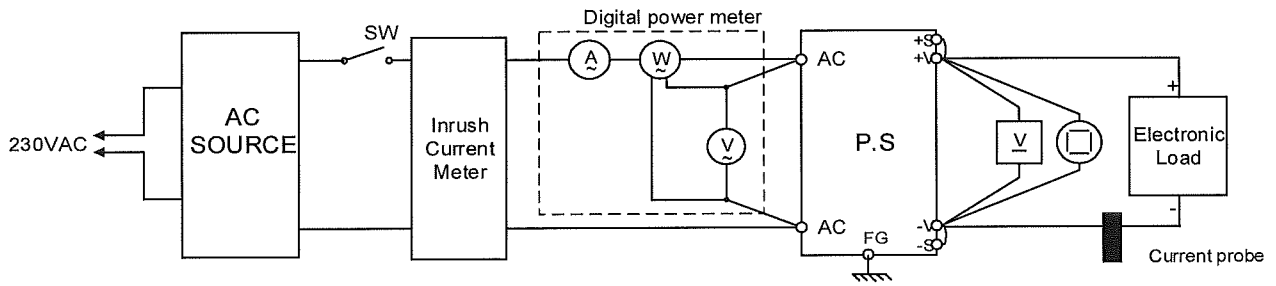 Digital power meter
SW
+S
+V
A
~
W
~
AC
+
AC
SOURCE
Inrush
Current
Meter
230VAC
V
~
P.S
V
Electronic
Load
AC
FG
-V
-S
-
Current probe